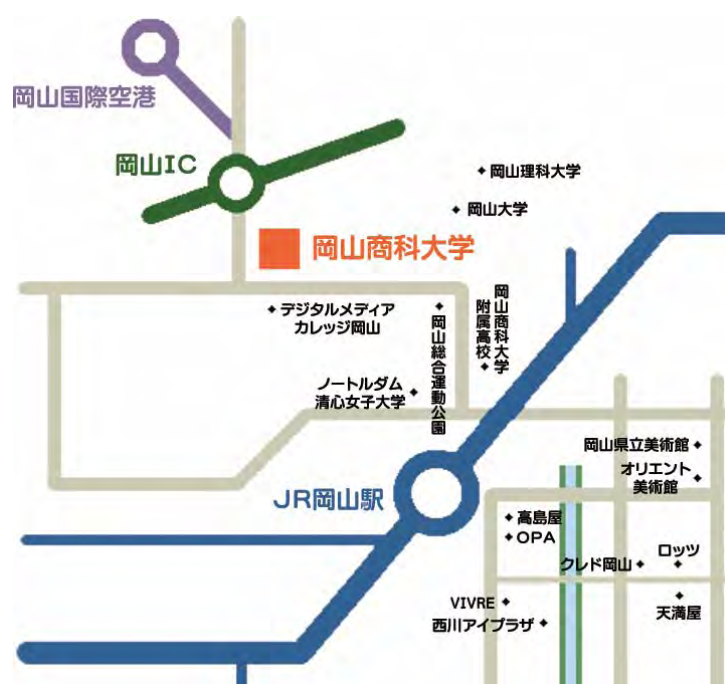 岡山国際空港
岡山IC
岡山理科大学
岡山大学
岡山商科大学
デジタルメディア
カレッジ岡山
岡山総合運動公園
岡山商科大学
附属高校
ノートルダム
清心女子大学
岡山県立美術館
オリエント
美術館
JR岡山駅
高島屋
OPA
クレド岡山
ロッツ
VIVRE
西川アイプラザ
天満屋